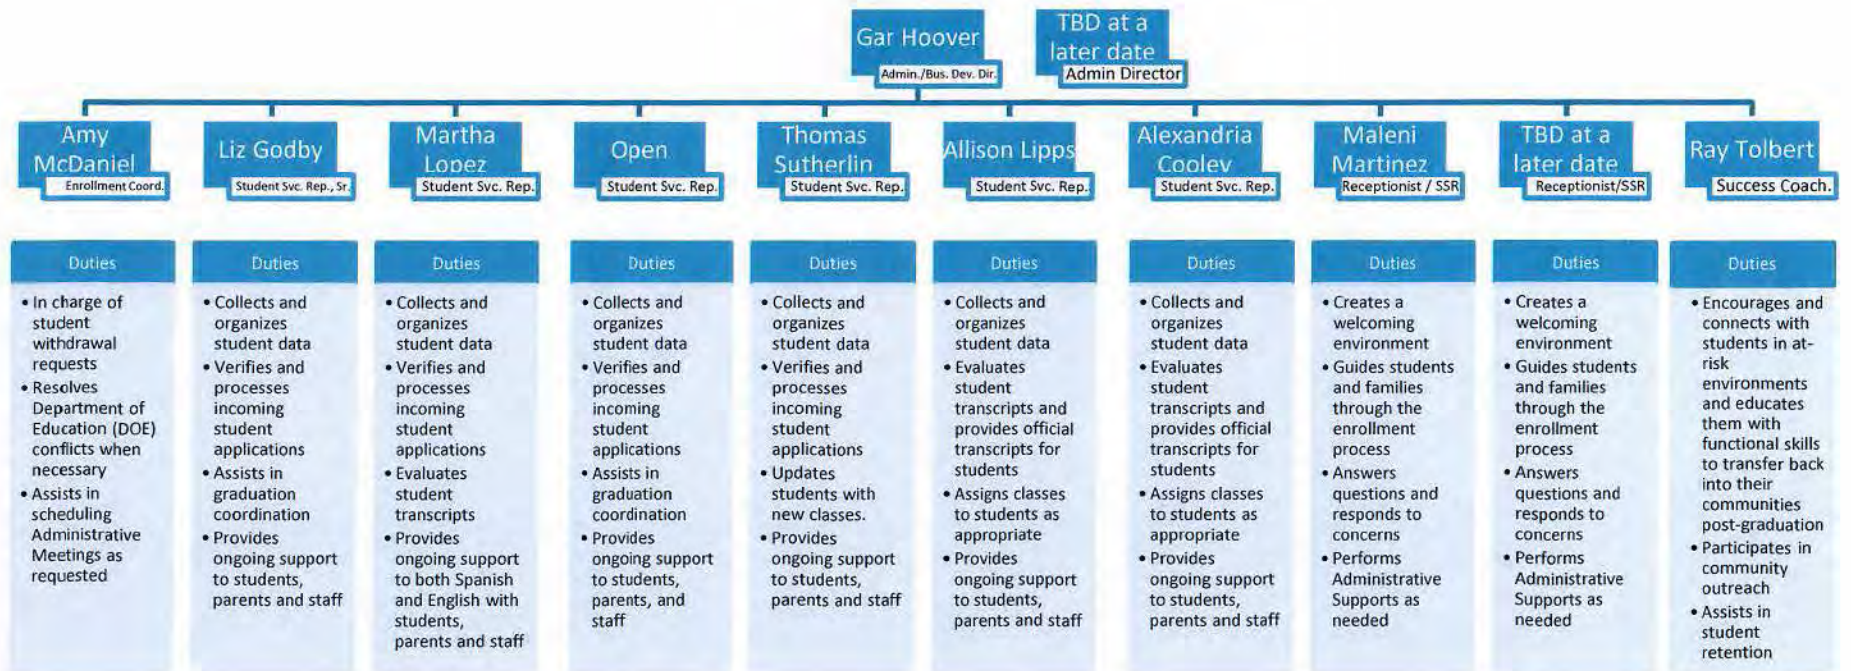 Gar Hoover
Admin./Bus. Dev. Dir.
TBD at a
later date
Admin Director
Amy
McDaniel
Enrollment Coord.
Liz Godby
Student Svc. Rep., Sr.
Martha
Lopez
Student Svc. Rep.
Open
Student Svc. Rep.
Thomas
Sutherlin
Student Svc. Rep.
Allison Lipps
Student Svc. Rep.
Alexandria
Cooley
Student Svc. Rep.
Maleni
Martinez
Receptionist / SSR
TBD at a
later date
Receptionist/SSR
Ray Tolbert
Success Coach.
Duties
• In charge of
student
withdrawal
requests
• Resolves
Department of
Education (DOE)
conflicts when
necessary
• Assists in
scheduling
Administrative
Meetings as
requested
Duties
• Collects and
organizes
student data
• Verifies and
processes
incoming
student
applications
• Assists in
graduation
coordination
• Provides
ongoing support
to students,
parents and staff
Duties
• Collects and
organizes
student data
• Verifies and
processes
incoming
student
applications
• Evaluates
student
transcripts
• Provides
ongoing support
to both Spanish
and English with
students,
parents and staff
Duties
• Collects and
organizes
student data
• Verifies and
processes
incoming
student
applications
• Assists in
graduation
coordination
• Provides
ongoing support
to students,
parents, and
staff
Duties
• Collects and
organizes
student data
• Verifies and
processes
incoming
student
applications
• Updates
students with
new classes.
• Provides
ongoing support
to students,
parents and staff
Duties
• Collects and
organizes
student data
• Evaluates
student
transcripts and
provides official
transcripts for
students
• Assigns classes
to students as
appropriate
• Provides
ongoing support
to students,
parents and staff
Duties
• Collects and
organizes
student data
• Evaluates
student
transcripts and
provides official
transcripts for
students
• Assigns classes
to students as
appropriate
• Provides
ongoing support
to students,
parents and staff
Duties
• Creates a
welcoming
environment
• Guides students
and families
through the
enrollment
process
• Answers
questions and
responds to
concerns
• Performs
Administrative
Supports as
needed
Duties
• Creates a
welcoming
environment
• Guides students
and families
through the
enrollment
process
• Answers
questions and
responds to
concerns
• Performs
Administrative
Supports as
needed
Duties
• Encourages and
connects with
students in at-
risk
environments
and educates
them with
functional skills
to transfer back
into their
communities
post-graduation
• Participates in
community
outreach
• Assists in
student
retention